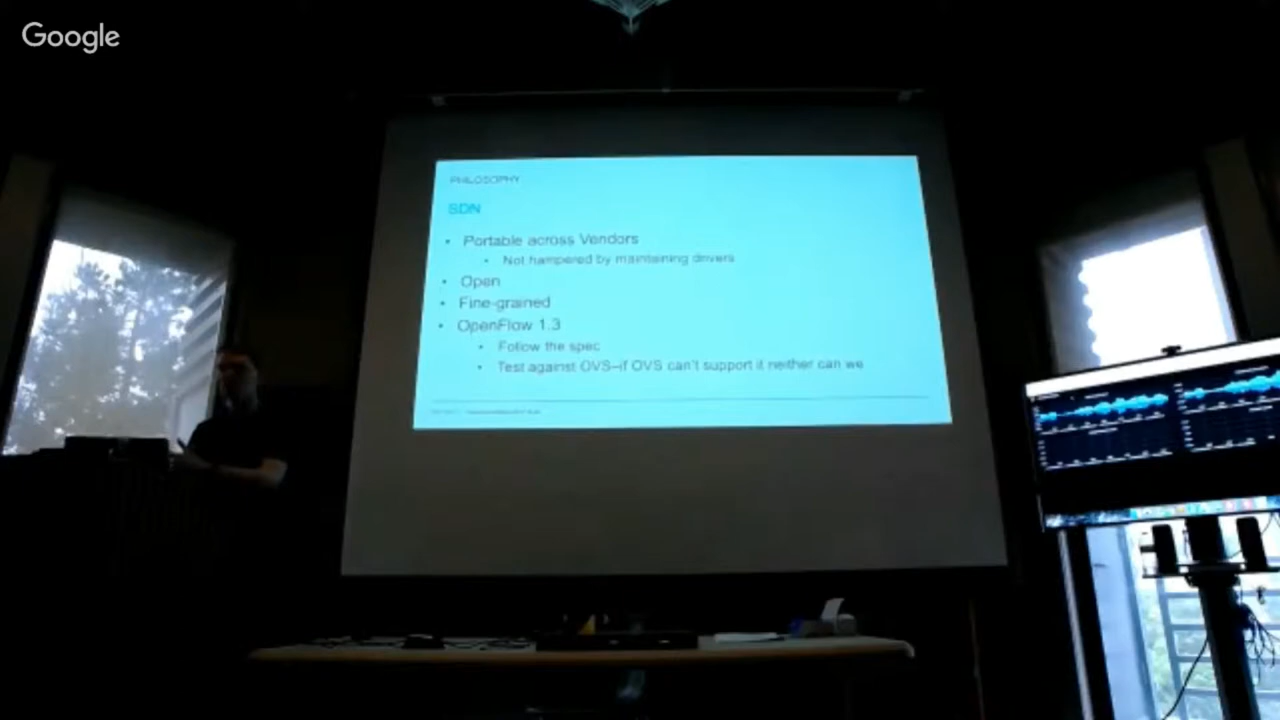 Google
PHILOSOPHY
SDN
• Portable across Vendors
• Not hampered by maintaining drivers
• Open
• Fine-grained
• OpenFlow 1.3
• Follow the spec
• Test against OVS–if OVS can't support it neither can we